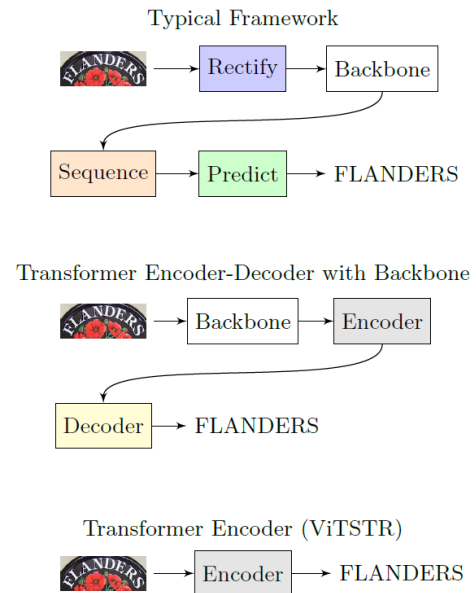 Typical Framework
FLANDERS
Rectify
Backbone
Sequence
Predict
FLANDERS
Transformer Encoder-Decoder with Backbone
FLANDERS
Backbone
Encoder
Decoder
FLANDERS
Transformer Encoder (ViTSTR)
FLANDERS
Encoder
FLANDERS